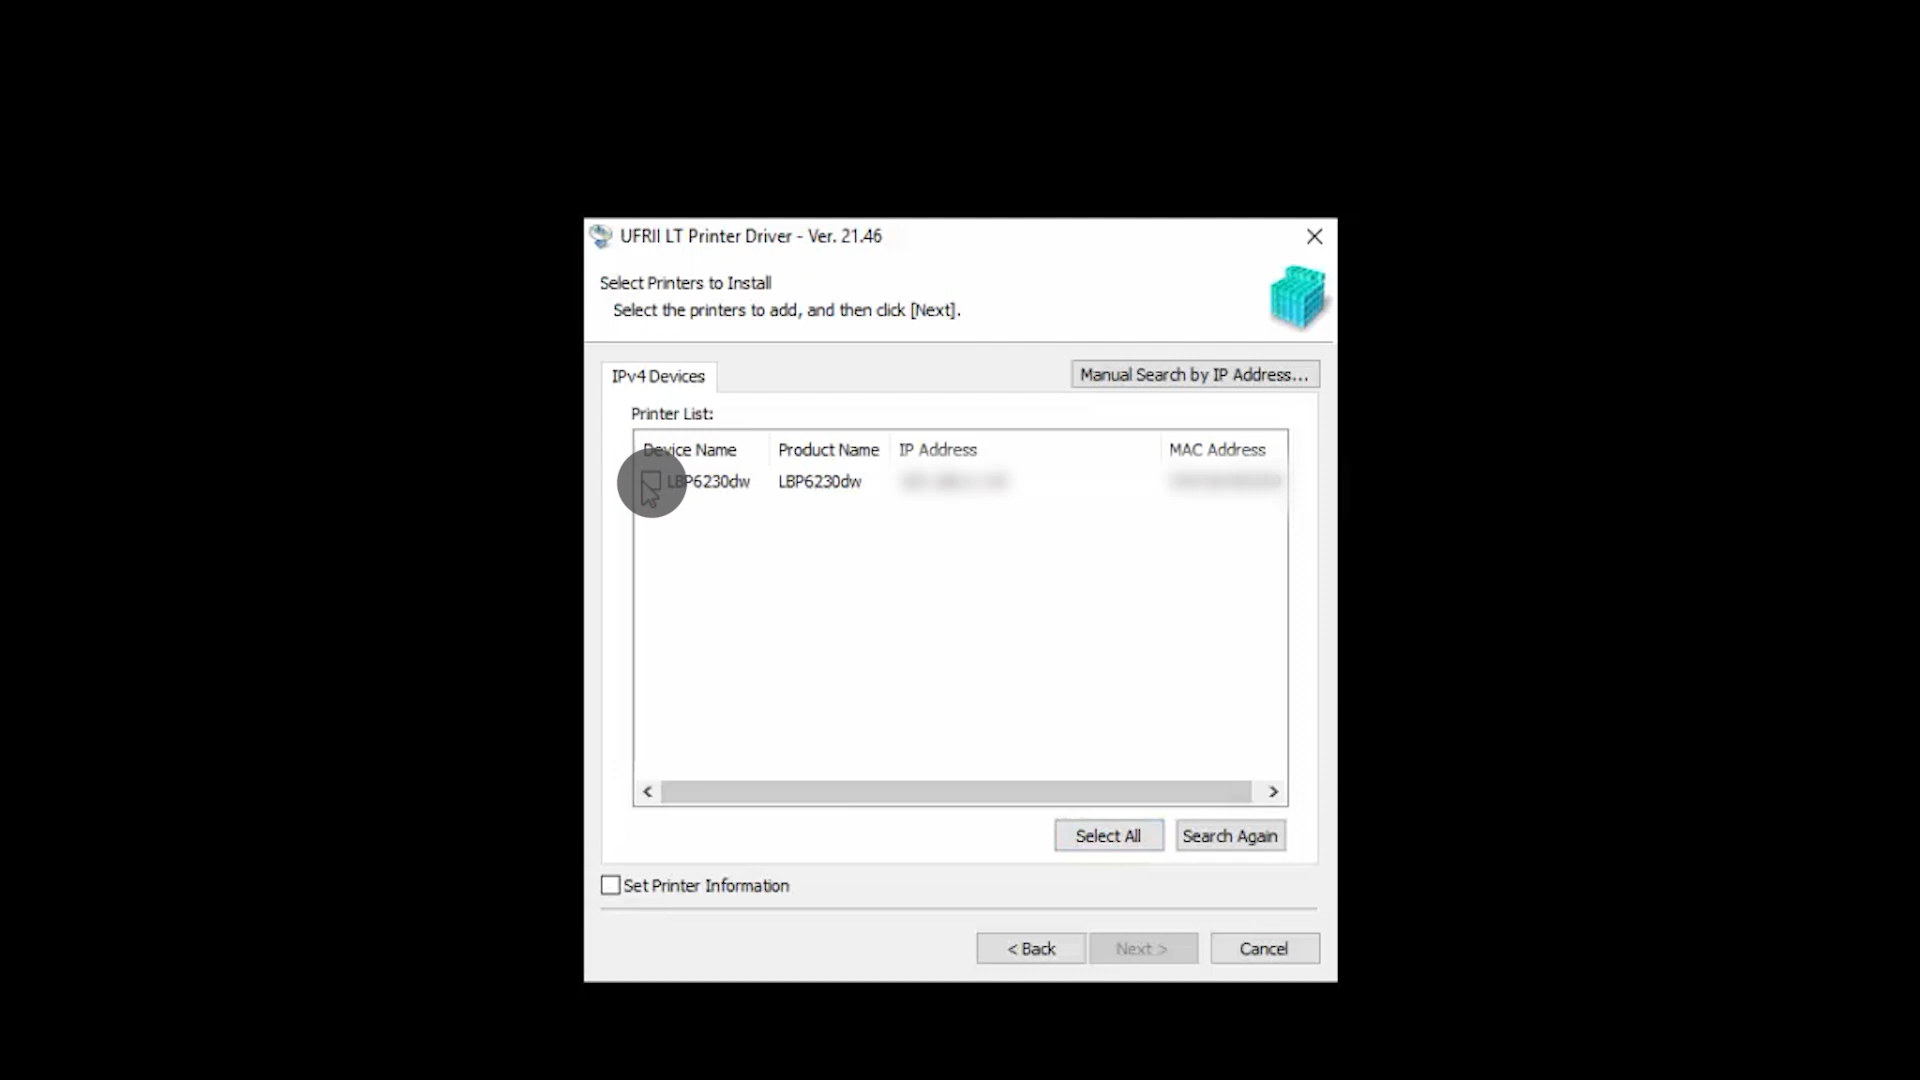 UFRII LT Printer Driver - Ver. 21.46
Select Printers to Install
Select the printers to add, and then click [Next].
IPv4 Devices
Manual Search by IP Address...
Printer List:
Device Name Product Name IP Address MAC Address
LBP6230dw LBP6230dw
Select All Search Again
Set Printer Information
< Back Next > Cancel